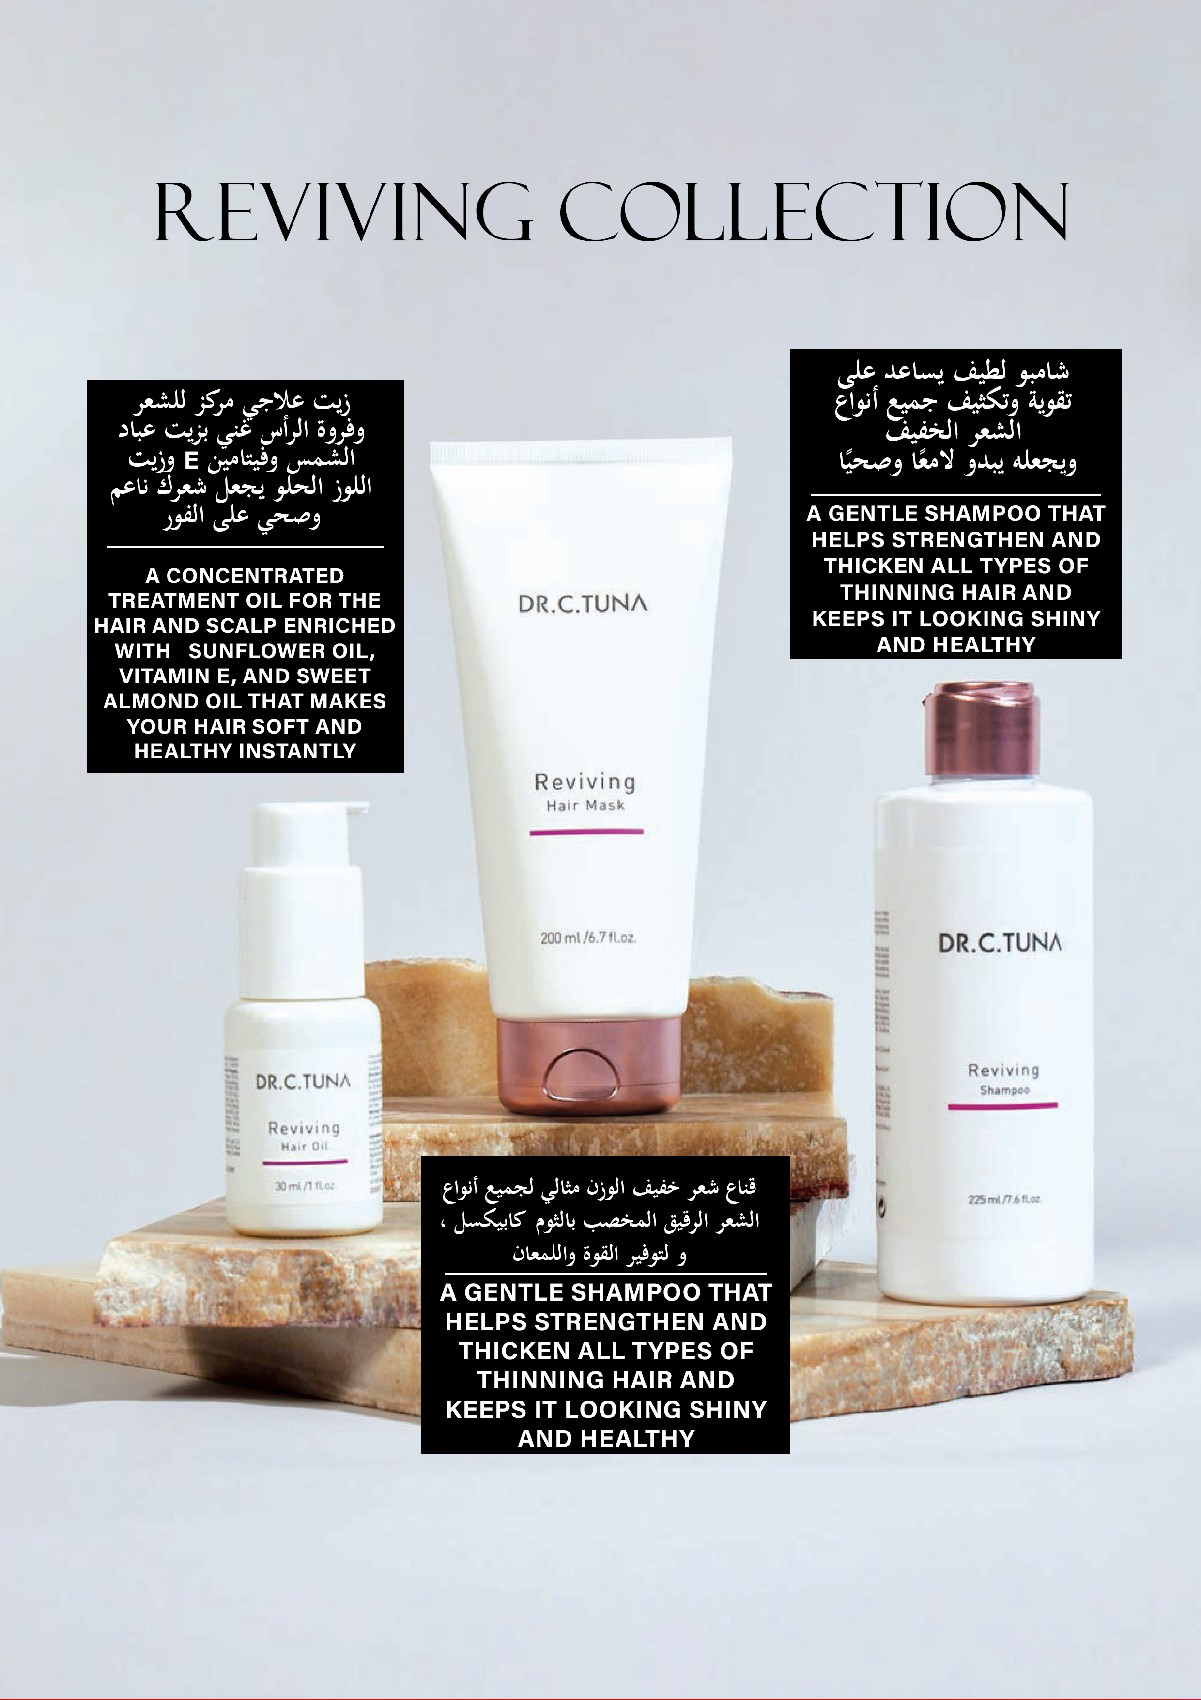 REVIVING COLLECTION
زيت علاجي مركز للشعر
وفروة الرأس غني بزيت عباد
الشمس وفيتامين E وزيت
اللوز الحلو يجعل شعرك ناعم
وصحي على الفور
A CONCENTRATED
TREATMENT OIL FOR THE
HAIR AND SCALP ENRICHED
WITH SUNFLOWER OIL,
VITAMIN E, AND SWEET
ALMOND OIL THAT MAKES
YOUR HAIR SOFT AND
HEALTHY INSTANTLY
شامبو لطيف يساعد على
تقوية وتكثيف جميع أنواع
الشعر الخفيف
ويجعله يبدو لامعًا وصحيًا
A GENTLE SHAMPOO THAT
HELPS STRENGTHEN AND
THICKEN ALL TYPES OF
THINNING HAIR AND
KEEPS IT LOOKING SHINY
AND HEALTHY
DR.C.TUNA
Reviving
Hair Mask
200 ml/6.7 fl.oz.
DR.C.TUNA
Reviving
Shampoo
225 ml/7.6 fl.oz.
DR.C.TUNA
Reviving
Hair Oil
30 ml/1 fl.oz.
قناع شعر خفيف الوزن مثالي لجميع أنواع
الشعر الرقيق المخصب بالثوم كابيكسل ،
و لتوفير القوة واللمعان
A GENTLE SHAMPOO THAT
HELPS STRENGTHEN AND
THICKEN ALL TYPES OF
THINNING HAIR AND
KEEPS IT LOOKING SHINY
AND HEALTHY